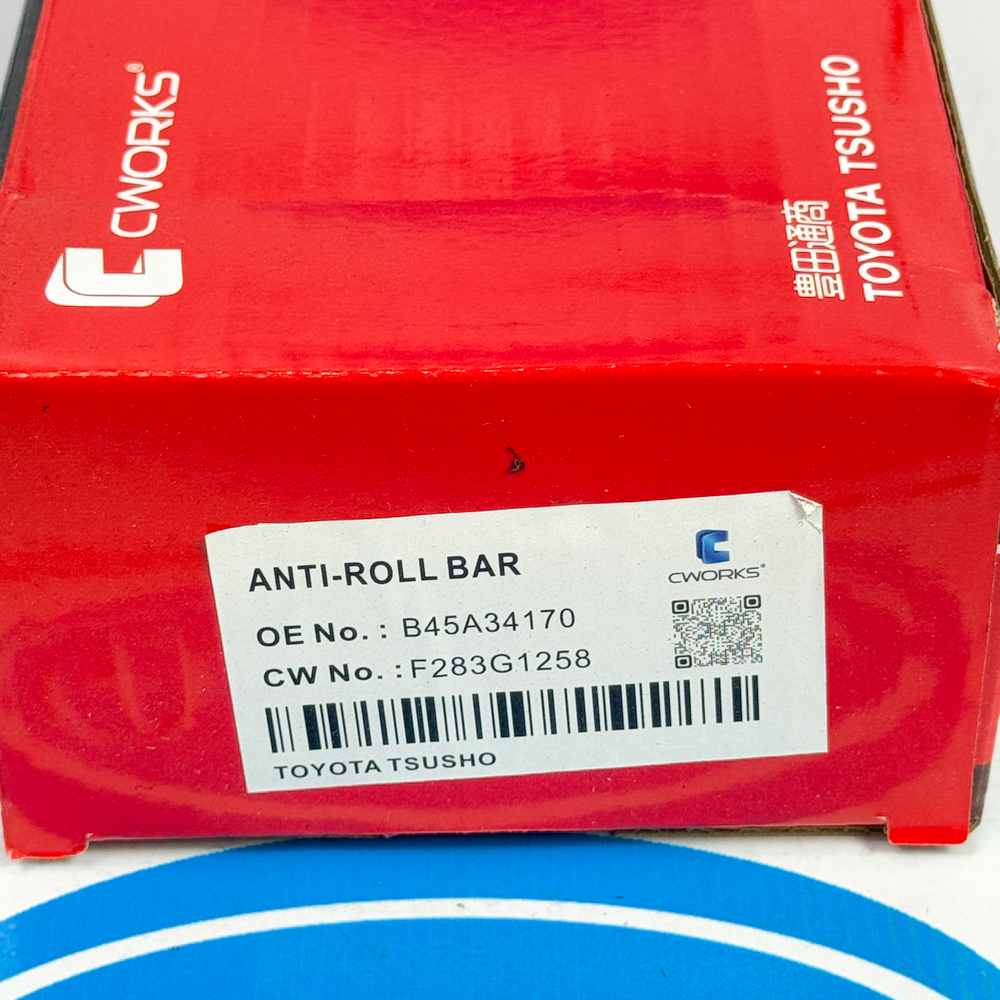 CWORKS®
豊田通商
TOYOTA TSUSHO
ANTI-ROLL BAR
CWORKS®
OE No. : B45A34170
CW No. : F283G1258
TOYOTA TSUSHO